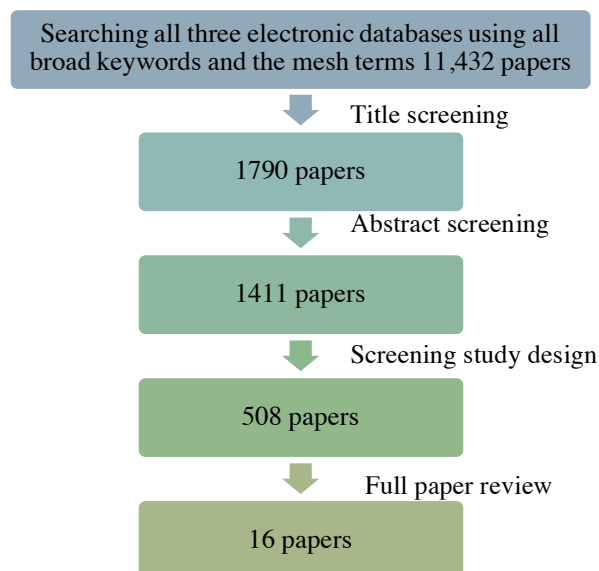 Searching all three electronic databases using all
broad keywords and the mesh terms 11,432 papers
Title screening
1790 papers
Abstract screening
1411 papers
Screening study design
508 papers
Full paper review
16 papers